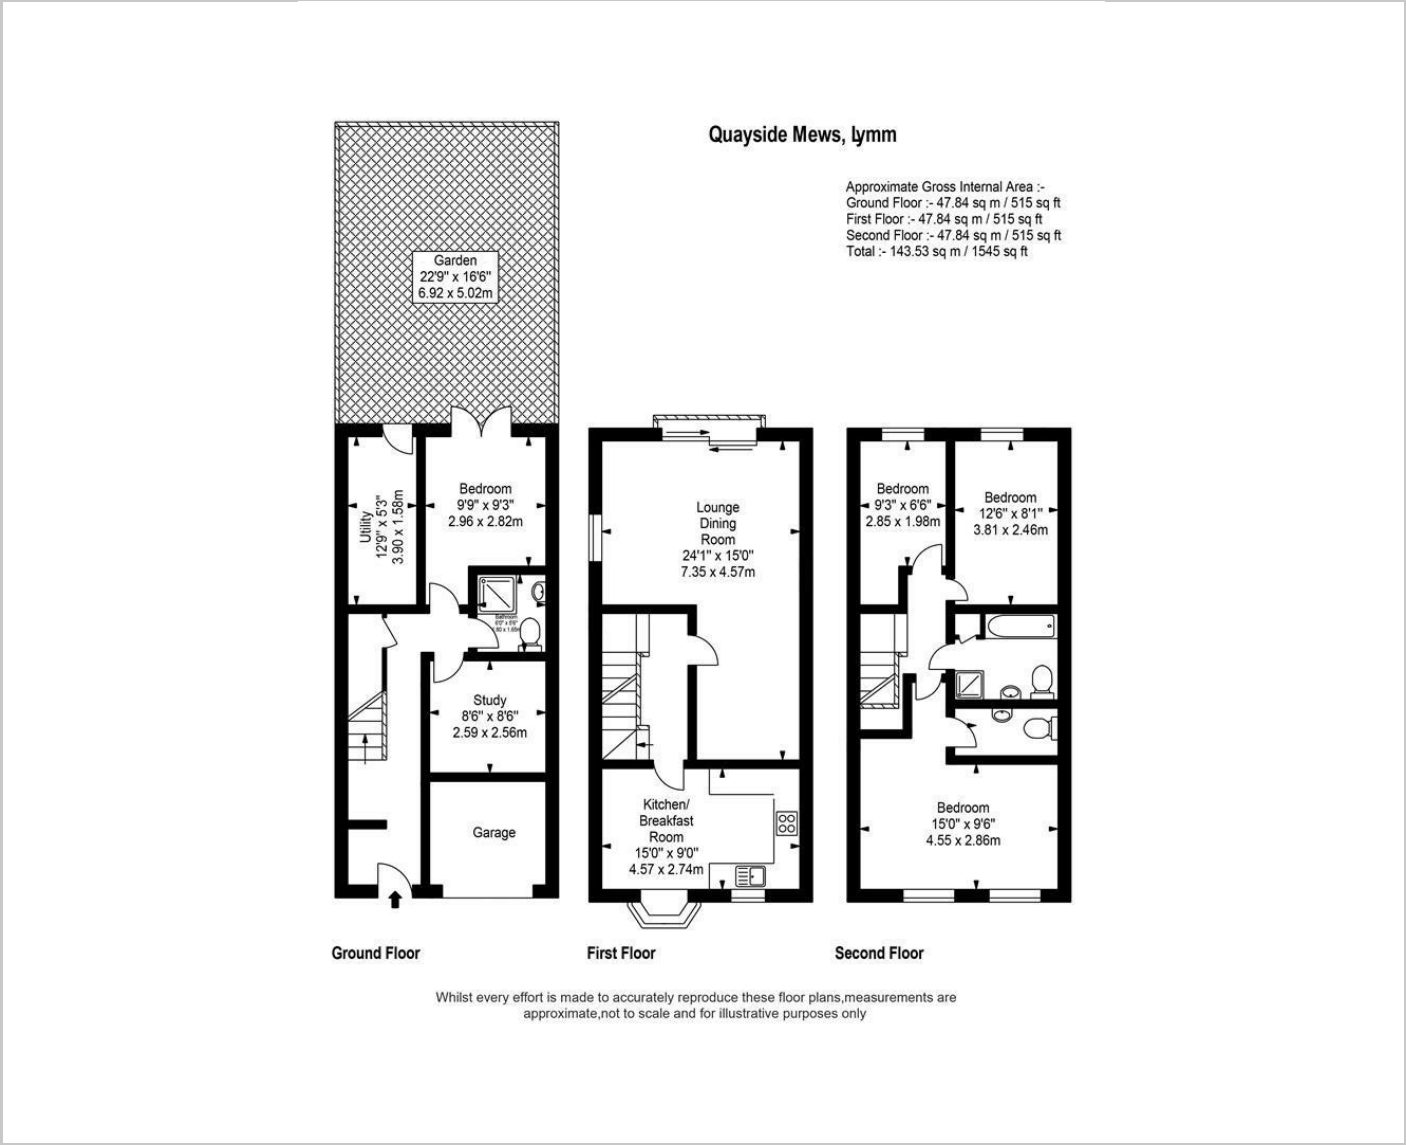 Quayside Mews, Lymm
Approximate Gross Internal Area :-
Ground Floor :- 47.84 sq m / 515 sq ft
First Floor :- 47.84 sq m / 515 sq ft
Second Floor :- 47.84 sq m / 515 sq ft
Total :- 143.53 sq m / 1545 sq ft
Garden
22'9" x 16'6"
6.92 x 5.02m
Utility
12'9" x 5'3"
3.90 x 1.58m
Bedroom
9'9" x 9'3"
2.96 x 2.82m
Bathroom
Study
8'6" x 8'6"
2.59 x 2.56m
Garage
Ground Floor
Lounge
Dining
Room
24'1" x 15'0"
7.35 x 4.57m
Kitchen/
Breakfast
Room
15'0" x 9'0"
4.57 x 2.74m
First Floor
Bedroom
9'3" x 6'6"
2.85 x 1.98m
Bedroom
12'6" x 8'1"
3.81 x 2.46m
Bedroom
15'0" x 9'6"
4.55 x 2.86m
Second Floor
Whilst every effort is made to accurately reproduce these floor plans,measurements are
approximate,not to scale and for illustrative purposes only